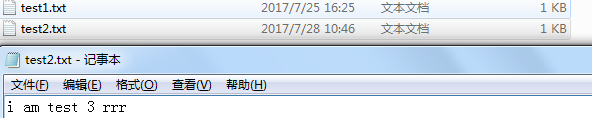 test1.txt 2017/7/25 16:25 文本文档 1 KB
test2.txt 2017/7/28 10:46 文本文档 1 KB
test2.txt - 记事本
文件(F) 编辑(E) 格式(O) 查看(V) 帮助(H)
i am test 3 rrr